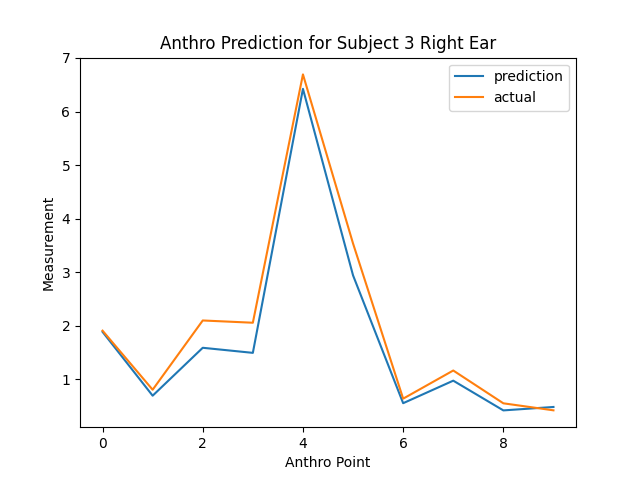 Anthro Prediction for Subject 3 Right Ear
prediction
actual
7
6
5
4
3
2
1
Measurement
0 2 4 6 8
Anthro Point